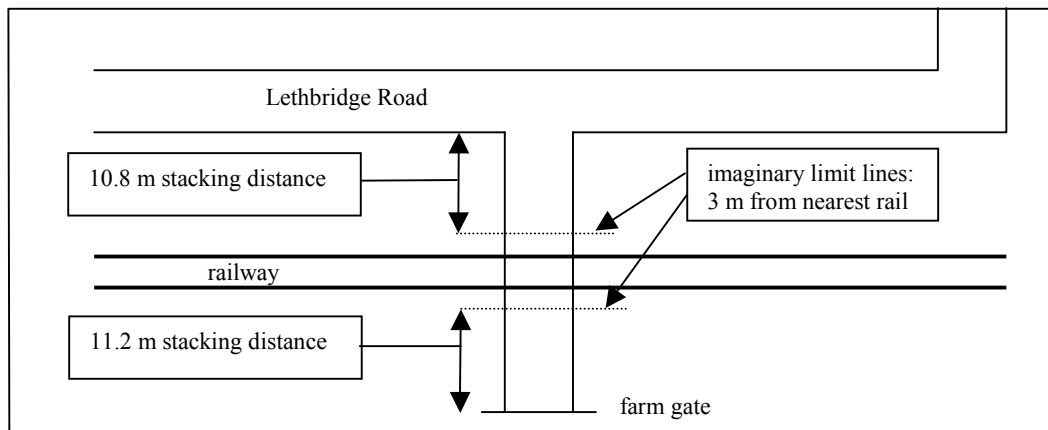 Lethbridge Road
10.8 m stacking distance
imaginary limit lines:
3 m from nearest rail
railway
11.2 m stacking distance
farm gate